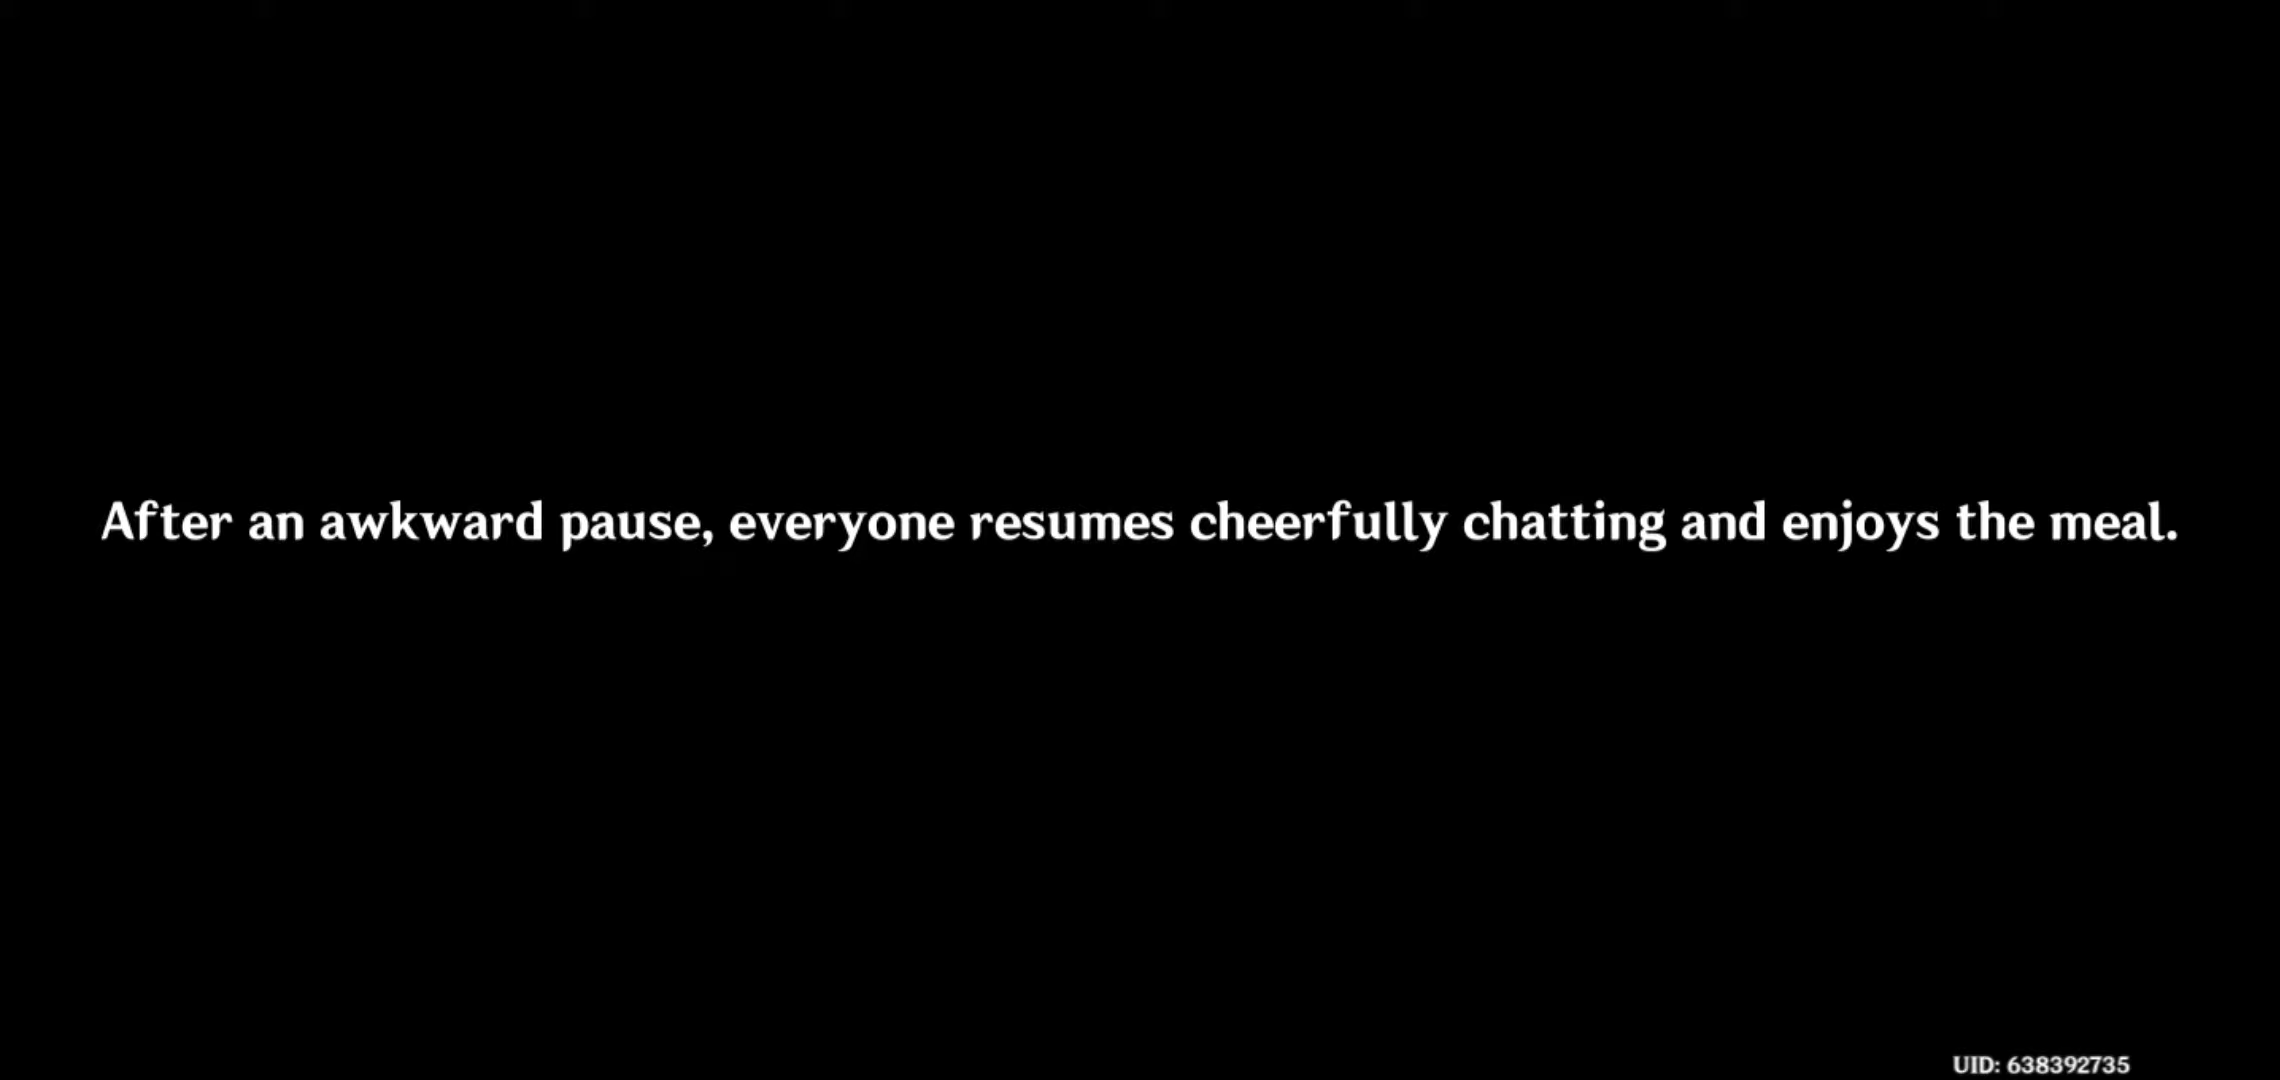 After an awkward pause, everyone resumes cheerfully chatting and enjoys the meal.
UID: 638392735